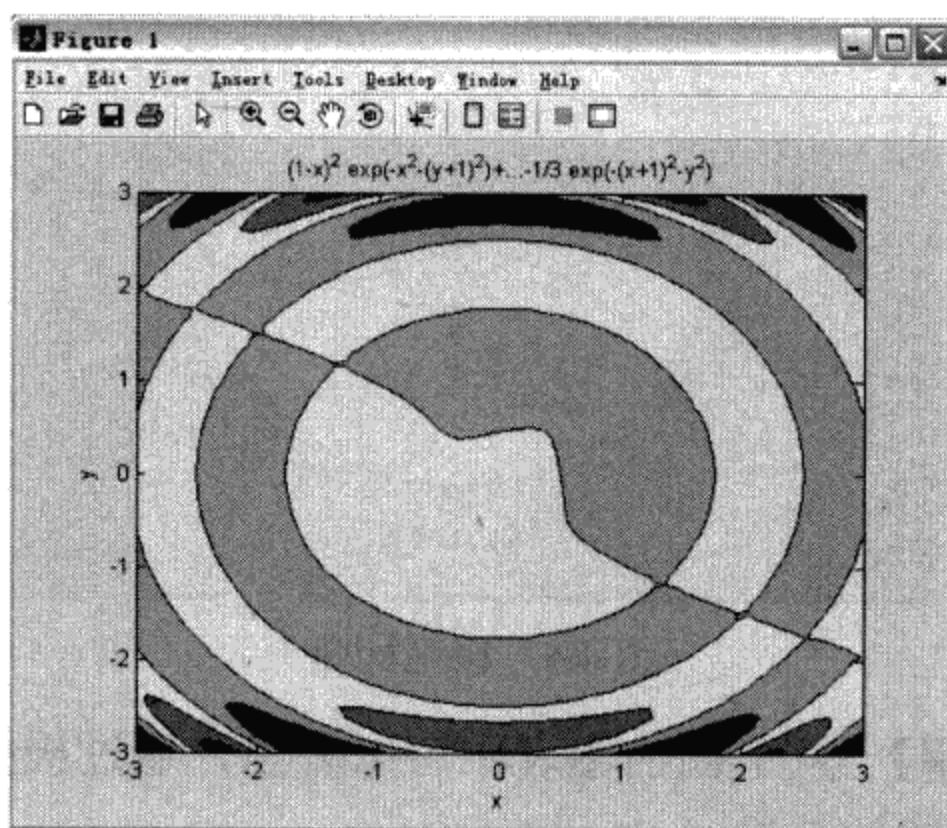 Figure 1
File Edit View Insert Tools Desktop Window Help
(1-x)² exp(-x²-(y+1)²)+...-1/3 exp(-(x+1)²-y²)
3
2
1
0
-1
-2
-3
y
-3 -2 -1 0 1 2 3
x